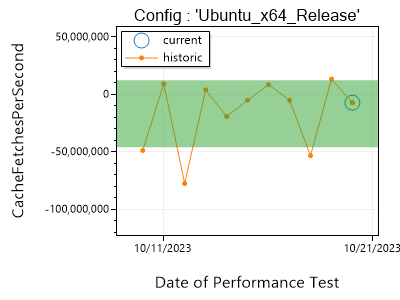 Config : 'Ubuntu_x64_Release'
current
historic
CacheFetchesPerSecond
50,000,000
0
-50,000,000
-100,000,000
10/11/2023
10/21/2023
Date of Performance Test